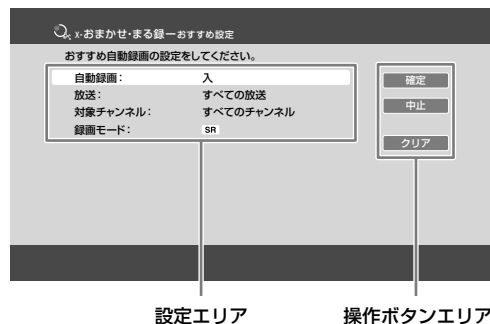 x-おまかせ・まる録ーおすすめ設定
おすすめ自動録画の設定をしてください。
自動録画： 入
放送： すべての放送
対象チャンネル： すべてのチャンネル
録画モード： SR
確定
中止
クリア
設定エリア
操作ボタンエリア